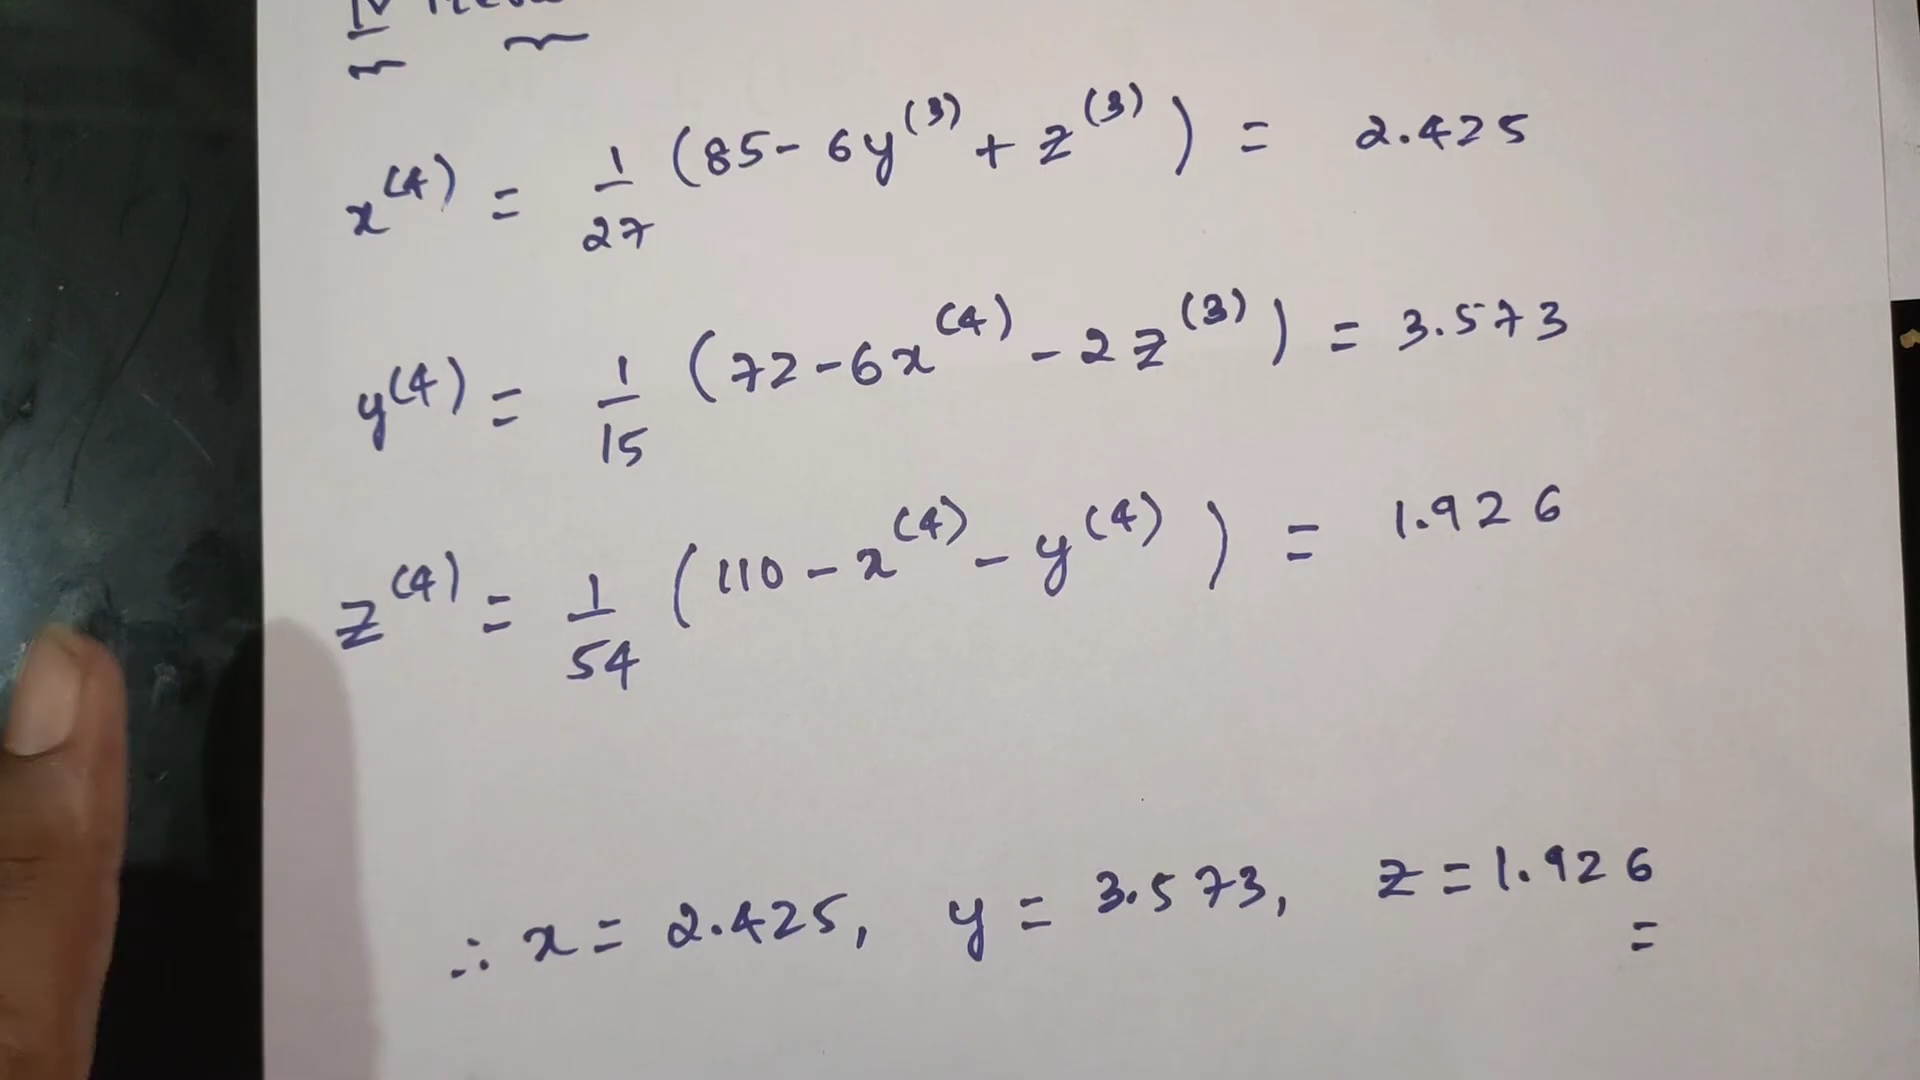 IV
x^(4) = 1/27 (85 - 6y^(3) + z^(3)) = 2.425
y^(4) = 1/15 (72 - 6x^(4) - 2z^(3)) = 3.573
z^(4) = 1/54 (110 - x^(4) - y^(4)) = 1.926
∴ x = 2.425, y = 3.573, z = 1.926
=